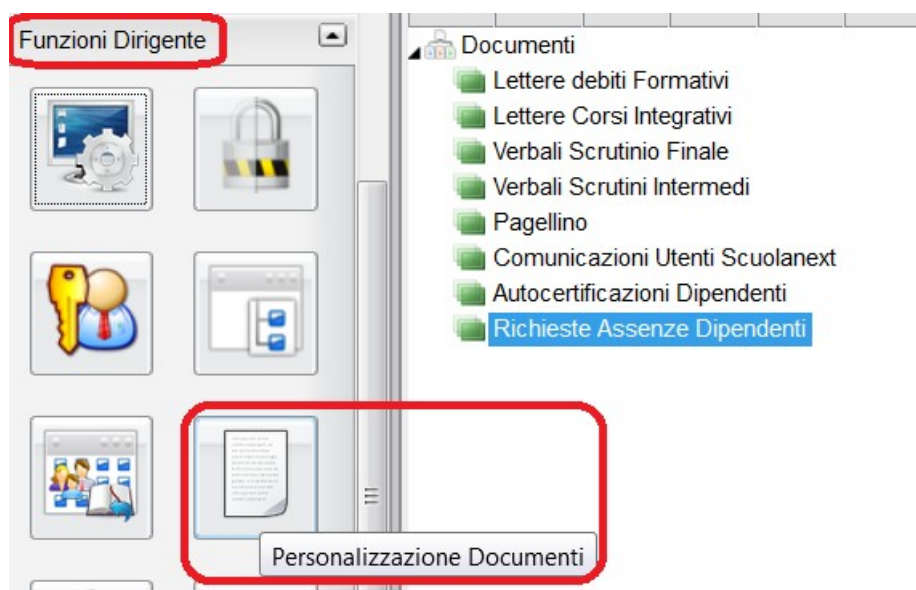 Funzioni Dirigente
Documenti
Lettere debiti Formativi
Lettere Corsi Integrativi
Verbali Scrutinio Finale
Verbali Scrutini Intermedi
Pagellino
Comunicazioni Utenti Scuolanext
Autocertificazioni Dipendenti
Richieste Assenze Dipendenti
Personalizzazione Documenti